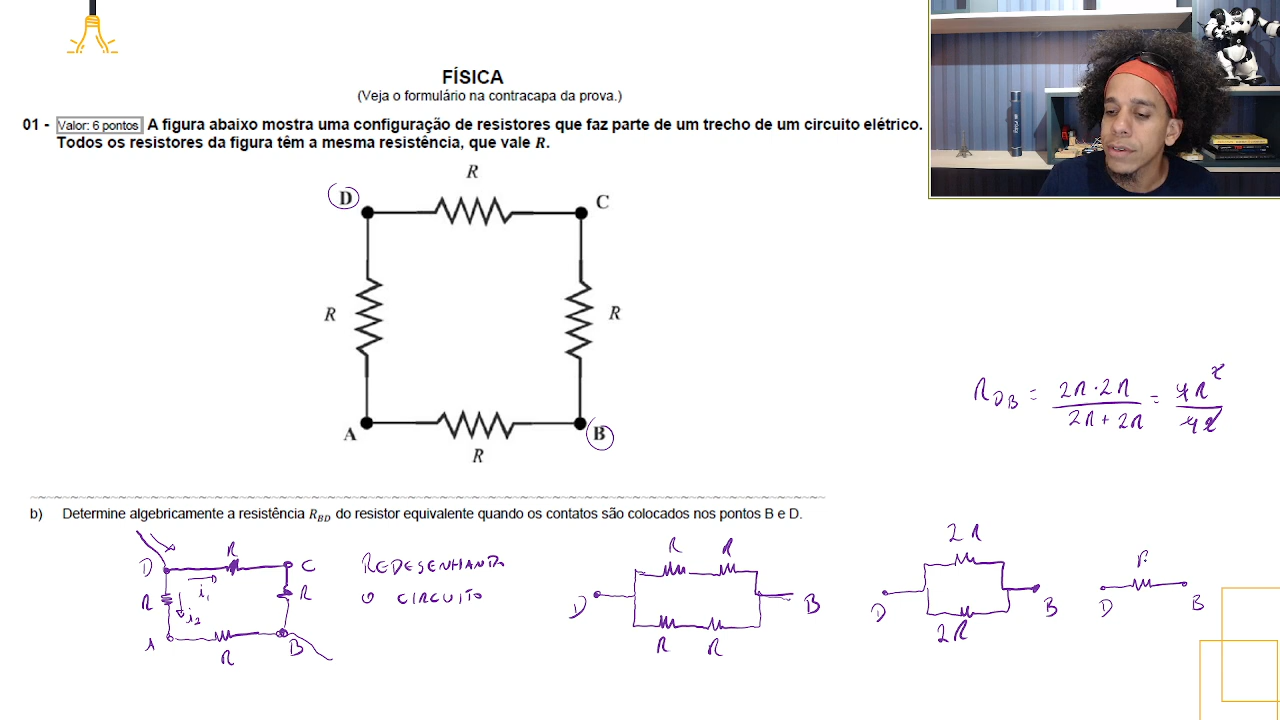 FÍSICA
(Veja o formulário na contracapa da prova.)
01 - Valor: 6 pontos A figura abaixo mostra uma configuração de resistores que faz parte de um trecho de um circuito elétrico.
Todos os resistores da figura têm a mesma resistência, que vale R.
R
D
C
R
R
A
B
R
R_DB = 2R·2R / 2R + 2R = 4R² / 4R
b) Determine algebricamente a resistência R_BD do resistor equivalente quando os contatos são colocados nos pontos B e D.
D R C
R i₁ R
i₂
A R B
REDESENHANDO
O CIRCUITO
R R
D B
R R
2R
D B
2R
R
D B